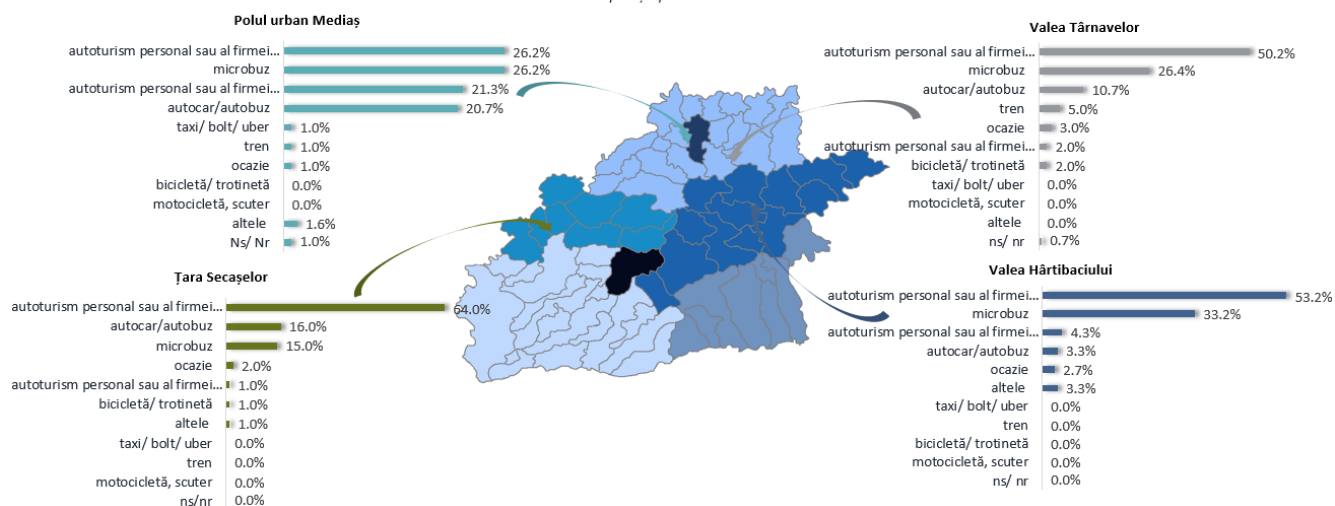 Polul urban Mediaș
autoturism personal sau al firmei... 26.2%
microbuz 26.2%
autoturism personal sau al firmei... 21.3%
autocar/autobuz 20.7%
taxi/ bolt/ uber 1.0%
tren 1.0%
ocazie 1.0%
bicicletă/ trotinetă 0.0%
motocicletă, scuter 0.0%
altele 1.6%
Ns/ Nr 1.0%
Valea Târnavelor
autoturism personal sau al firmei... 50.2%
microbuz 26.4%
autocar/autobuz 10.7%
tren 5.0%
ocazie 3.0%
autoturism personal sau al firmei... 2.0%
bicicletă/ trotinetă 2.0%
taxi/ bolt/ uber 0.0%
motocicletă, scuter 0.0%
altele 0.0%
ns/ nr 0.7%
Țara Secașelor
autoturism personal sau al firmei... 64.0%
autocar/autobuz 16.0%
microbuz 15.0%
ocazie 2.0%
autoturism personal sau al firmei... 1.0%
bicicletă/ trotinetă 1.0%
altele 1.0%
taxi/ bolt/ uber 0.0%
tren 0.0%
motocicletă, scuter 0.0%
ns/nr 0.0%
Valea Hârtibaciului
autoturism personal sau al firmei... 53.2%
microbuz 33.2%
autoturism personal sau al firmei... 4.3%
autocar/autobuz 3.3%
ocazie 2.7%
altele 3.3%
taxi/ bolt/ uber 0.0%
tren 0.0%
bicicletă/ trotinetă 0.0%
motocicletă, scuter 0.0%
ns/ nr 0.0%